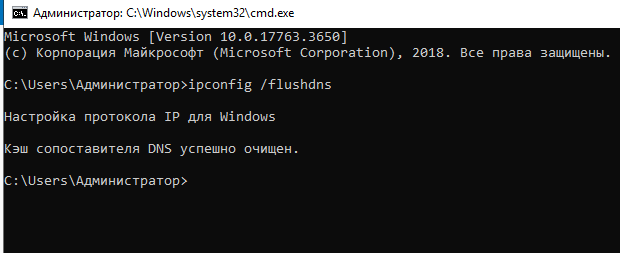 Администратор: C:\Windows\system32\cmd.exe
Microsoft Windows [Version 10.0.17763.3650]
(c) Корпорация Майкрософт (Microsoft Corporation), 2018. Все права защищены.
C:\Users\Администратор>ipconfig /flushdns
Настройка протокола IP для Windows
Кэш сопоставителя DNS успешно очищен.
C:\Users\Администратор>